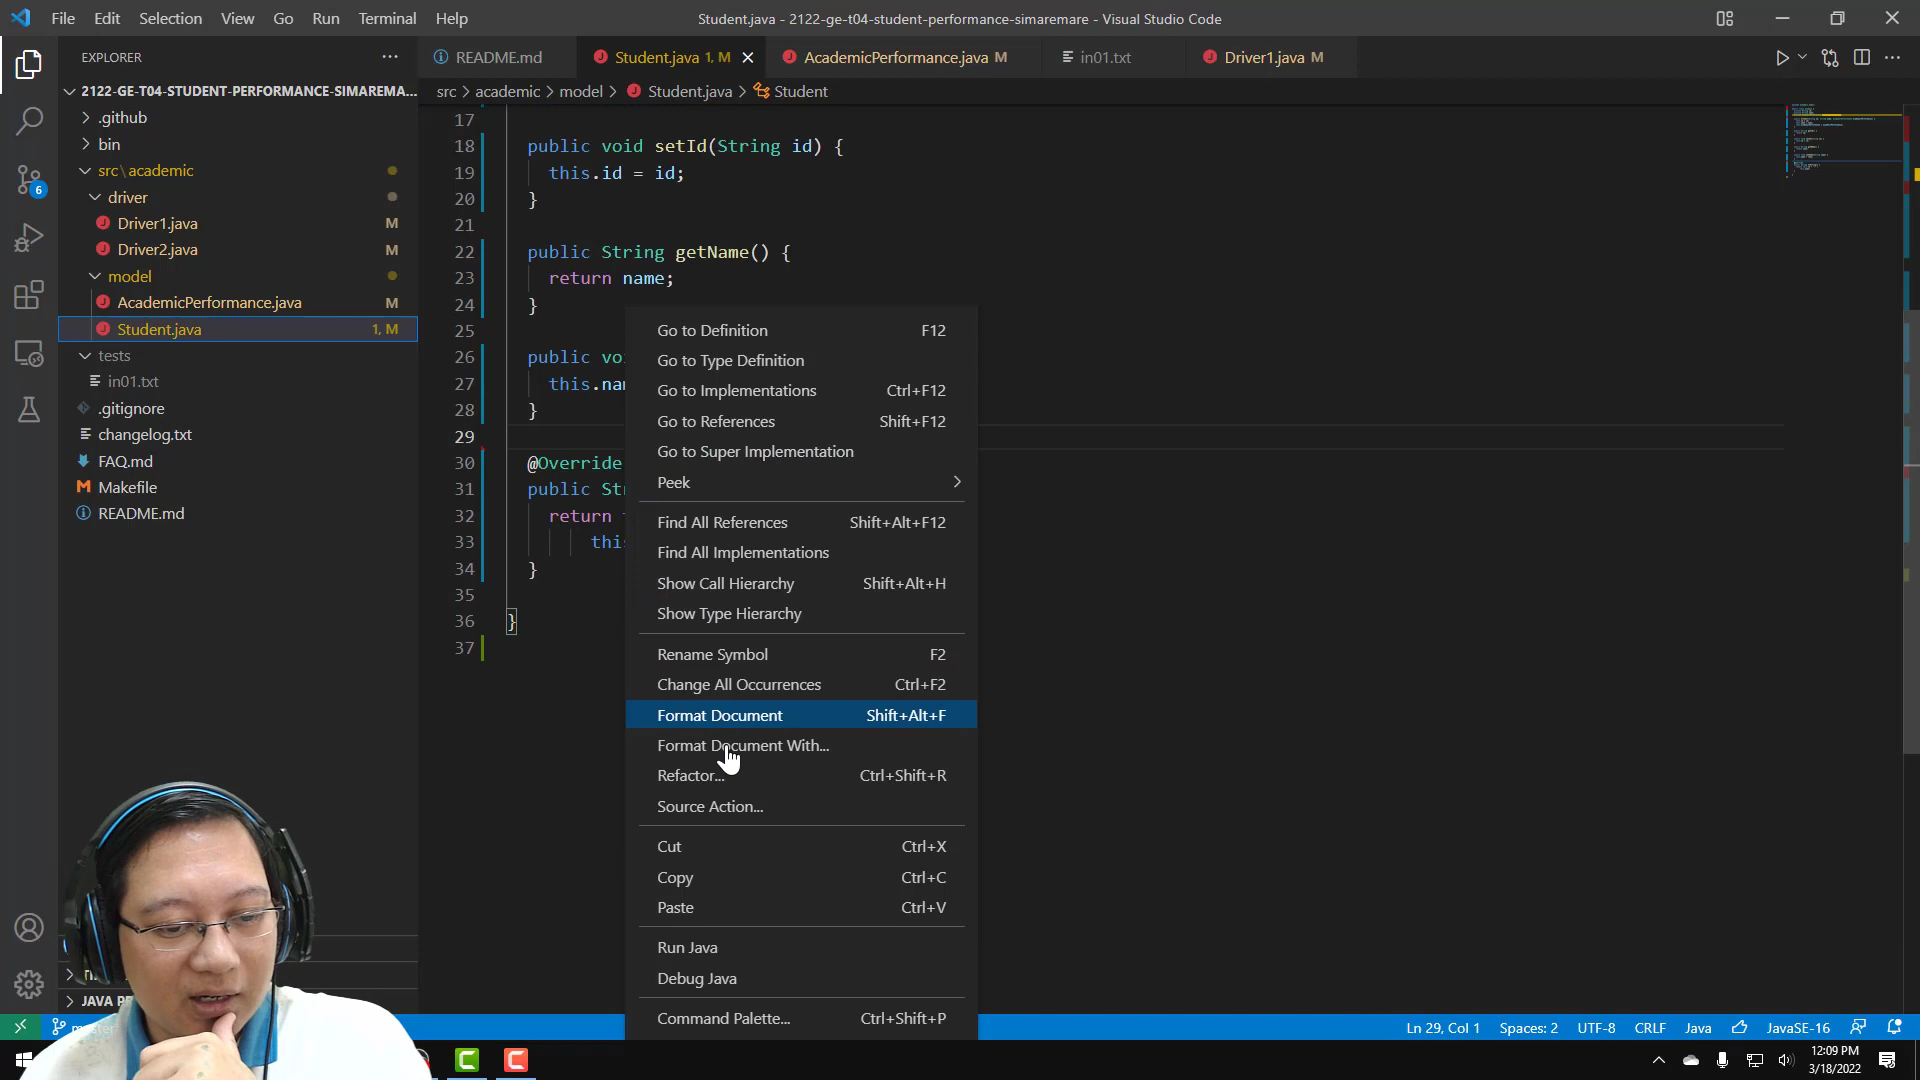 File Edit Selection View Go Run Terminal Help
Student.java - 2122-ge-t04-student-performance-simaremare - Visual Studio Code
EXPLORER
README.md
Student.java 1, M
AcademicPerformance.java M
in01.txt
Driver1.java M
2122-GE-T04-STUDENT-PERFORMANCE-SIMAREMA...
src > academic > model > Student.java > Student
.github
bin
src\academic
driver
Driver1.java M
Driver2.java M
model
AcademicPerformance.java M
Student.java 1, M
tests
in01.txt
.gitignore
changelog.txt
FAQ.md
Makefile
README.md
6
17
18 public void setId(String id) {
19 this.id = id;
20 }
21
22 public String getName() {
23 return name;
24 }
25
26 public vo
27 this.na
28 }
29
30 @Override
31 public St
32 return
33 this
34 }
35
36 }
37
Go to Definition F12
Go to Type Definition
Go to Implementations Ctrl+F12
Go to References Shift+F12
Go to Super Implementation
Peek
Find All References Shift+Alt+F12
Find All Implementations
Show Call Hierarchy Shift+Alt+H
Show Type Hierarchy
Rename Symbol F2
Change All Occurrences Ctrl+F2
Format Document Shift+Alt+F
Format Document With...
Refactor... Ctrl+Shift+R
Source Action...
Cut Ctrl+X
Copy Ctrl+C
Paste Ctrl+V
Run Java
Debug Java
Command Palette... Ctrl+Shift+P
JAVA
Ln 29, Col 1 Spaces: 2 UTF-8 CRLF Java JavaSE-16
12:09 PM
3/18/2022